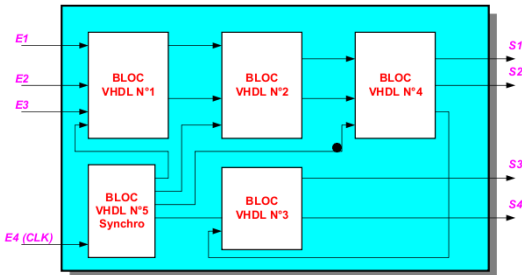 E1
E2
E3
E4 (CLK)
BLOC
VHDL N°1
BLOC
VHDL N°2
BLOC
VHDL N°4
BLOC
VHDL N°5
Synchro
BLOC
VHDL N°3
S1
S2
S3
S4